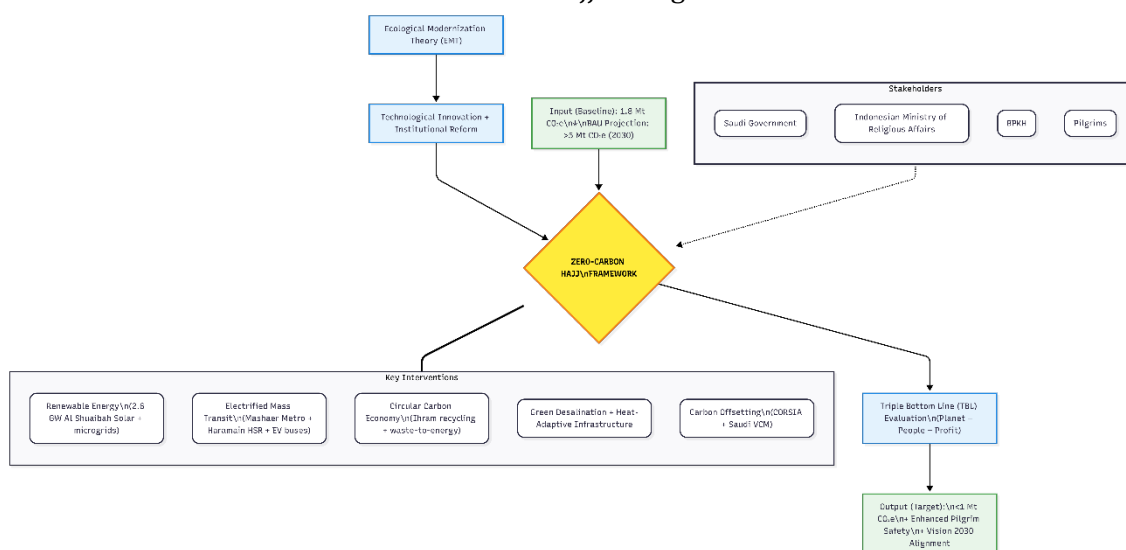 Ecological Modernization
Theory (EMT)
Technological Innovation +
Institutional Reform
Input (Baseline): 1.8 Mt
CO₂e\n↓\nBAU Projection:
>5 Mt CO₂e (2030)
Stakeholders
Saudi Government
Indonesian Ministry of
Religious Affairs
BPKH
Pilgrims
ZERO-CARBON
HAJJ\nFRAMEWORK
Key Interventions
Renewable Energy\n(2.6
GW Al Shuaibah Solar +
microgrids)
Electrified Mass
Transit\n(Mashaer Metro +
Haramain HSR + EV buses)
Circular Carbon
Economy\n(Ihram recycling
+ waste-to-energy)
Green Desalination + Heat-
Adaptive Infrastructure
Carbon Offsetting\n(CORSIA
+ Saudi VCM)
Triple Bottom Line (TBL)
Evaluation\n(Planet –
People – Profit)
Output (Target):\n<1 Mt
CO₂e\n+ Enhanced Pilgrim
Safety\n+ Vision 2030
Alignment